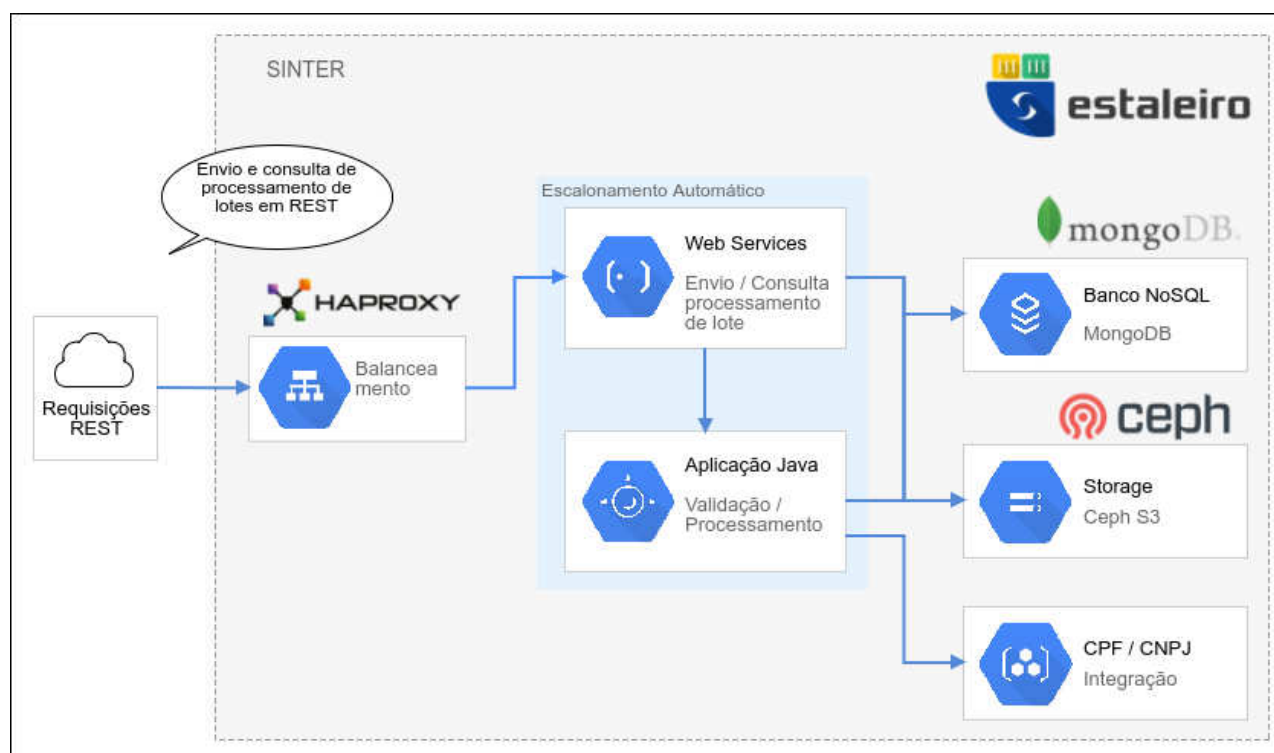 SINTER
estaleiro
Envio e consulta de
processamento de
lotes em REST
Escalonamento Automático
Web Services
Envio / Consulta
processamento
de lote
mongoDB.
Banco NoSQL
MongoDB
HAPROXY
Balancea
mento
Requisições
REST
ceph
Aplicação Java
Validação /
Processamento
Storage
Ceph S3
CPF / CNPJ
Integração